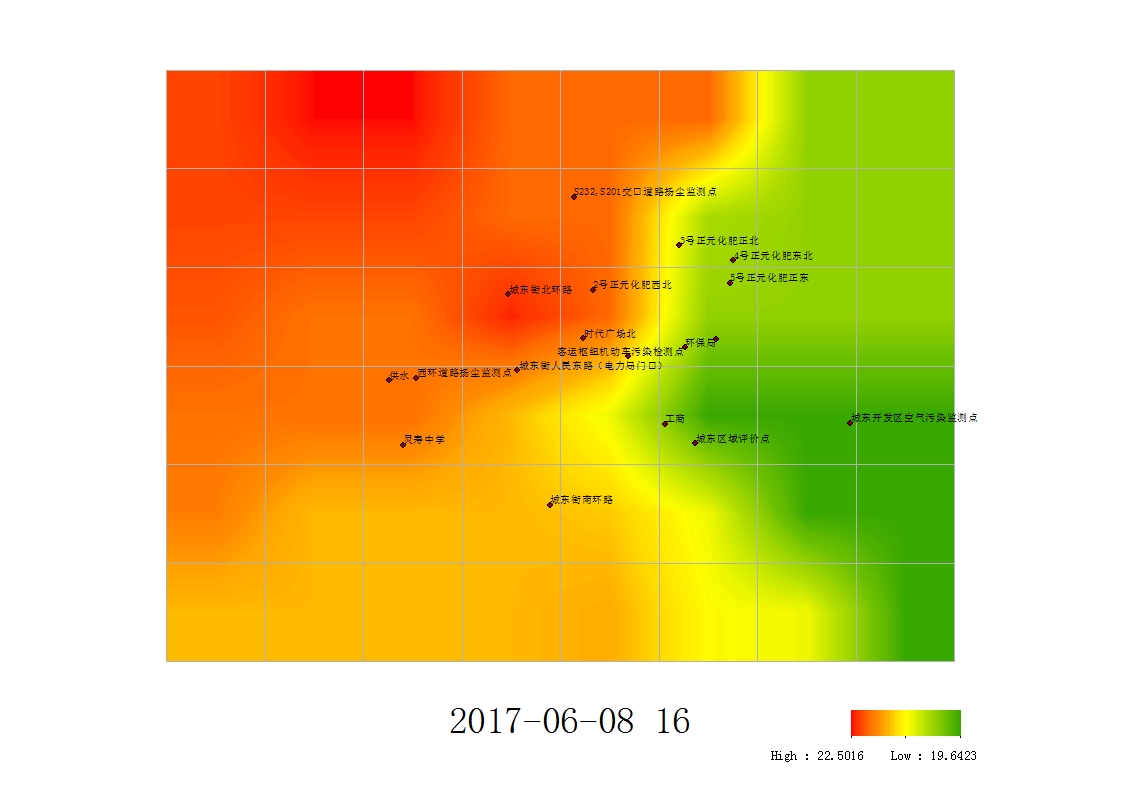 S232,S201交口道路扬尘监测点
3号正元化肥正北
4号正元化肥东北
5号正元化肥正东
2号正元化肥西北
城东街北环路
时代广场北
环保局
客运枢纽机动车污染检测点
城东街人民东路（电力局门口）
供水
西环道路扬尘监测点
工商
城东开发区空气污染监测点
城东区域评价点
灵寿中学
城东街南环路
2017-06-08 16
High : 22.5016 Low : 19.6423